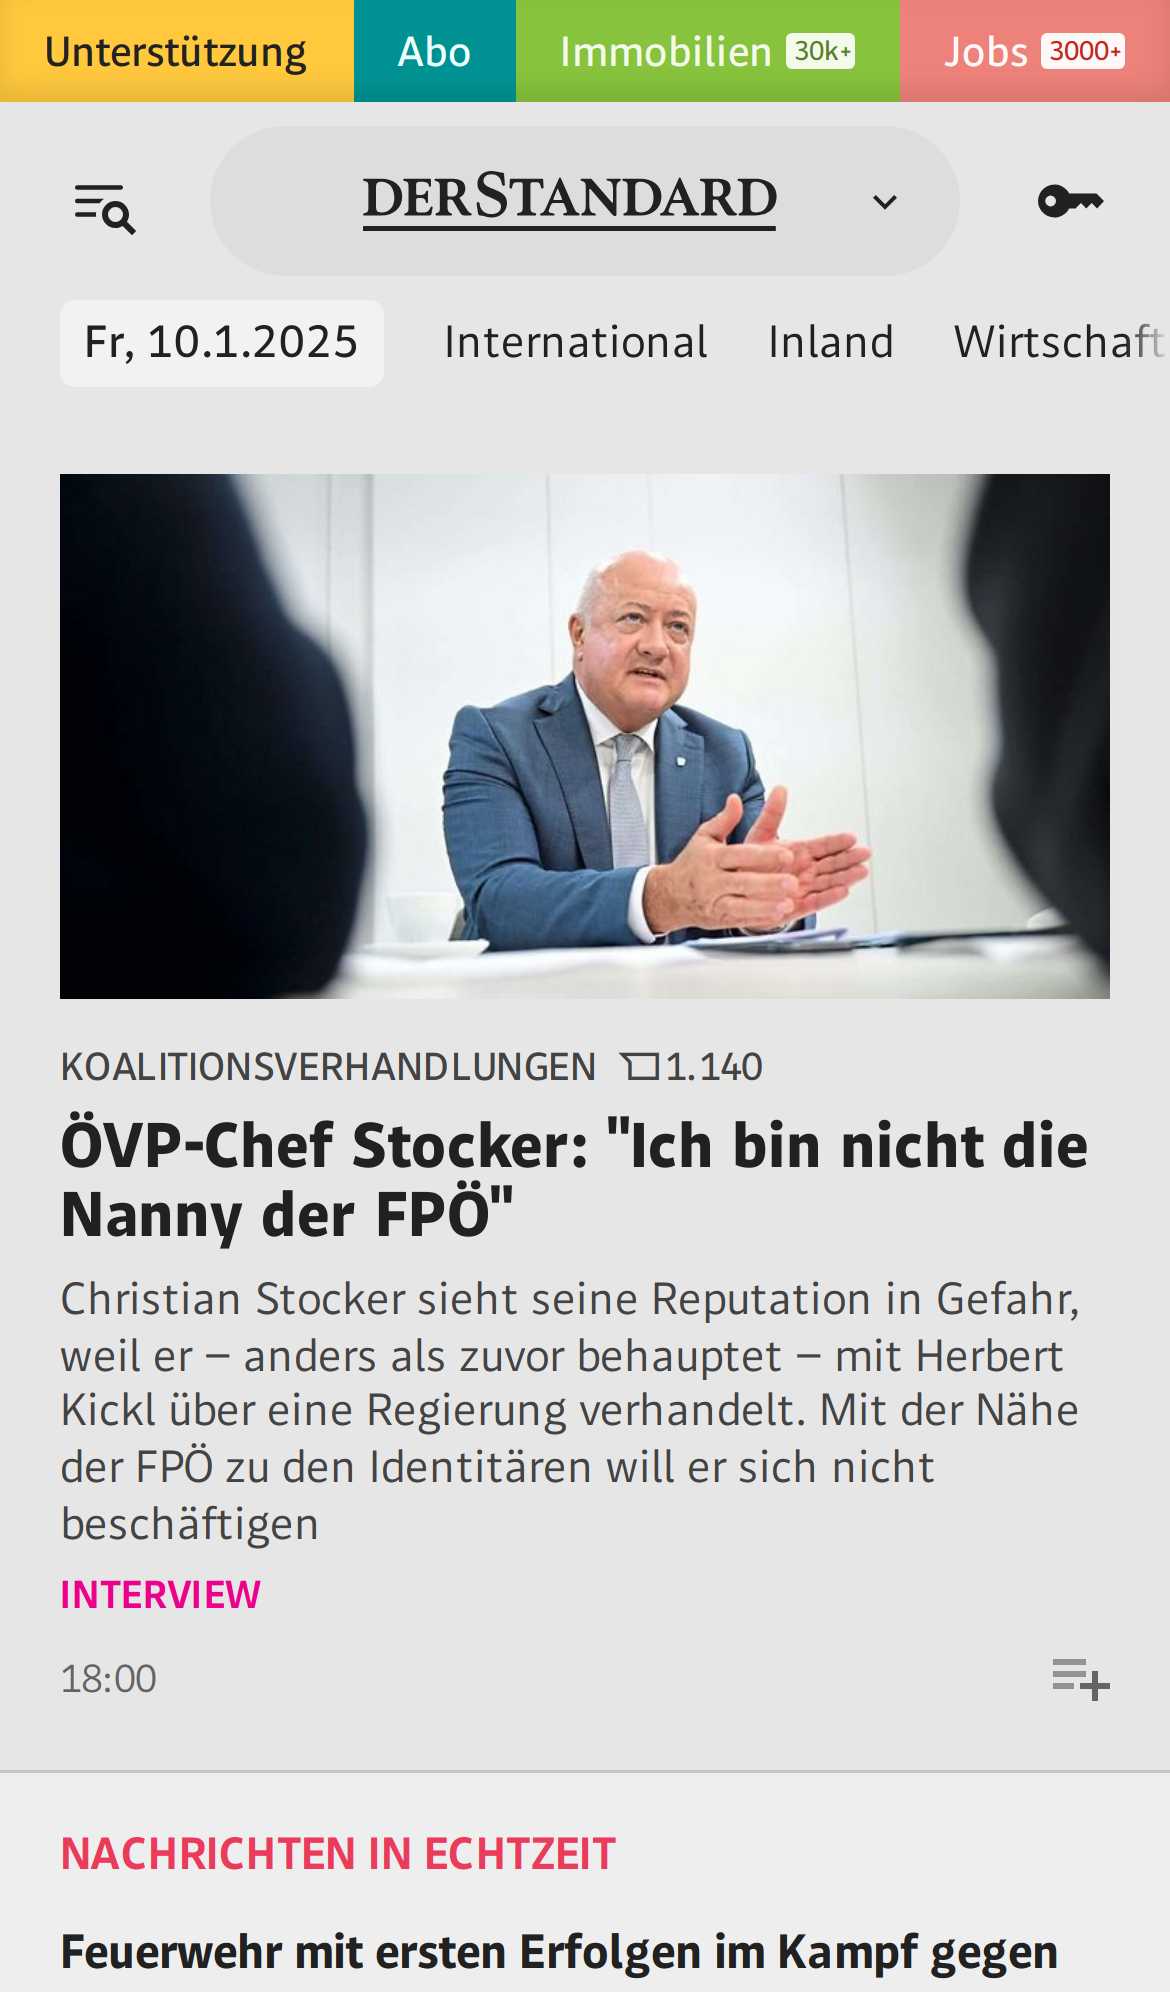 Unterstützung
Abo
Immobilien 30k+
Jobs 3000+
DERSTANDARD
Fr, 10.1.2025
International
Inland
Wirtschaft
KOALITIONSVERHANDLUNGEN 1.140
ÖVP-Chef Stocker: "Ich bin nicht die
Nanny der FPÖ"
Christian Stocker sieht seine Reputation in Gefahr,
weil er – anders als zuvor behauptet – mit Herbert
Kickl über eine Regierung verhandelt. Mit der Nähe
der FPÖ zu den Identitären will er sich nicht
beschäftigen
INTERVIEW
18:00
NACHRICHTEN IN ECHTZEIT
Feuerwehr mit ersten Erfolgen im Kampf gegen